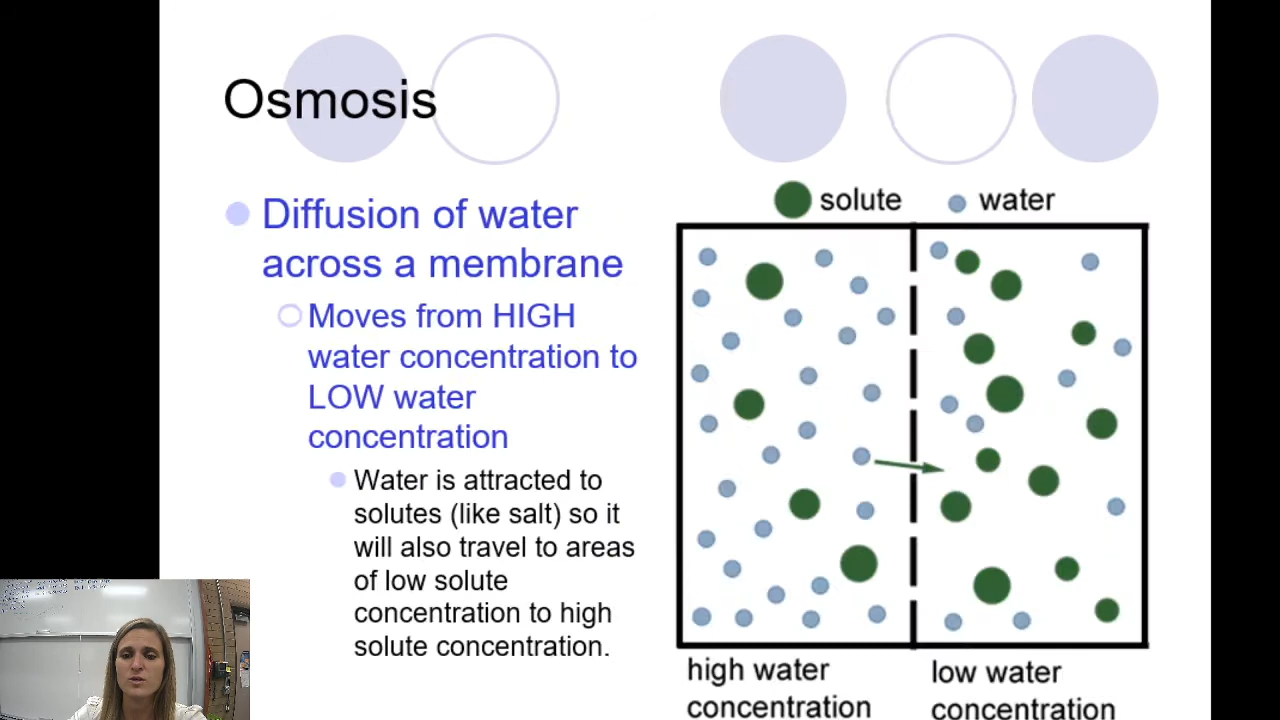 Osmosis
Diffusion of water
across a membrane
Moves from HIGH
water concentration to
LOW water
concentration
Water is attracted to
solutes (like salt) so it
will also travel to areas
of low solute
concentration to high
solute concentration.
solute water
high water
concentration
low water
concentration